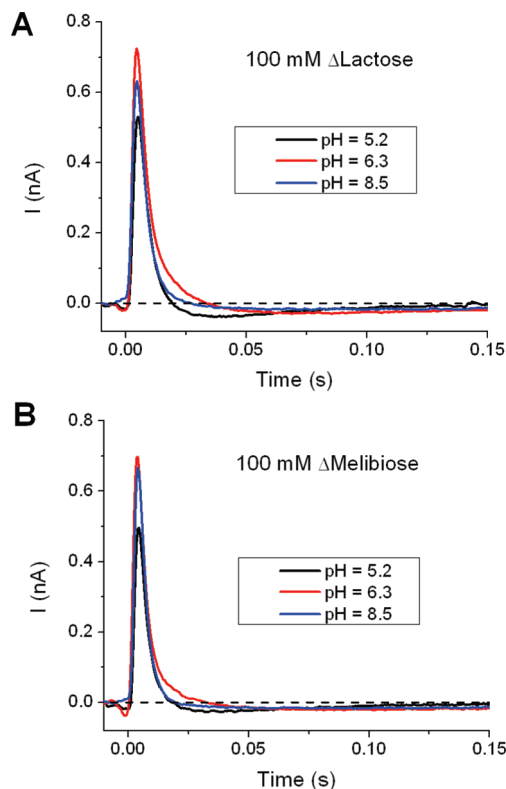 A
100 mM ΔLactose
pH = 5.2
pH = 6.3
pH = 8.5
0.8
0.6
0.4
0.2
0.0
I (nA)
0.00 0.05 0.10 0.15
Time (s)
B
100 mM ΔMelibiose
pH = 5.2
pH = 6.3
pH = 8.5
0.8
0.6
0.4
0.2
0.0
I (nA)
0.00 0.05 0.10 0.15
Time (s)